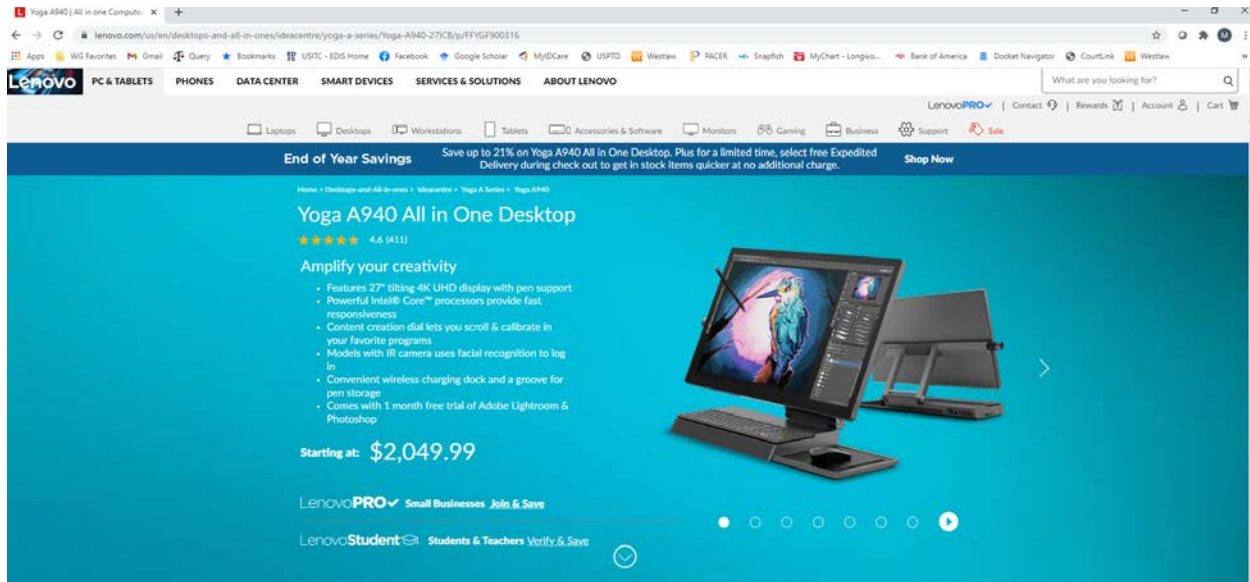 Yoga A940 | All in one Compute
lenovo.com/us/en/desktops-and-all-in-ones/ideacentre/yoga-a-series/Yoga-A940-27ICB/p/FFYGF900316
Apps WG Favorites Gmail Query Bookmarks USITC - EDIS Home Facebook Google Scholar MyIDCare USPTO Westlaw PACER Snapfish MyChart - Longwo... Bank of America Docket Navigator CourtLink Westlaw
Lenovo PC & TABLETS PHONES DATA CENTER SMART DEVICES SERVICES & SOLUTIONS ABOUT LENOVO What are you looking for?
LenovoPRO | Contact | Rewards | Account | Cart
Laptops Desktops Workstations Tablets Accessories & Software Monitors Gaming Business Support Sale
End of Year Savings Save up to 21% on Yoga A940 All in One Desktop. Plus for a limited time, select free Expedited Shop Now
Delivery during check out to get in stock items quicker at no additional charge.
Home > Desktops-and-All-in-ones > Ideacentre > Yoga A Series > Yoga A940
Yoga A940 All in One Desktop
4.6 (411)
Amplify your creativity
• Features 27" tilting 4K UHD display with pen support
• Powerful Intel® Core™ processors provide fast
responsiveness
• Content creation dial lets you scroll & calibrate in
your favorite programs
• Models with IR camera uses facial recognition to log
in
• Convenient wireless charging dock and a groove for
pen storage
• Comes with 1 month free trial of Adobe Lightroom &
Photoshop
Starting at: $2,049.99
LenovoPRO Small Businesses Join & Save
LenovoStudent Students & Teachers Verify & Save